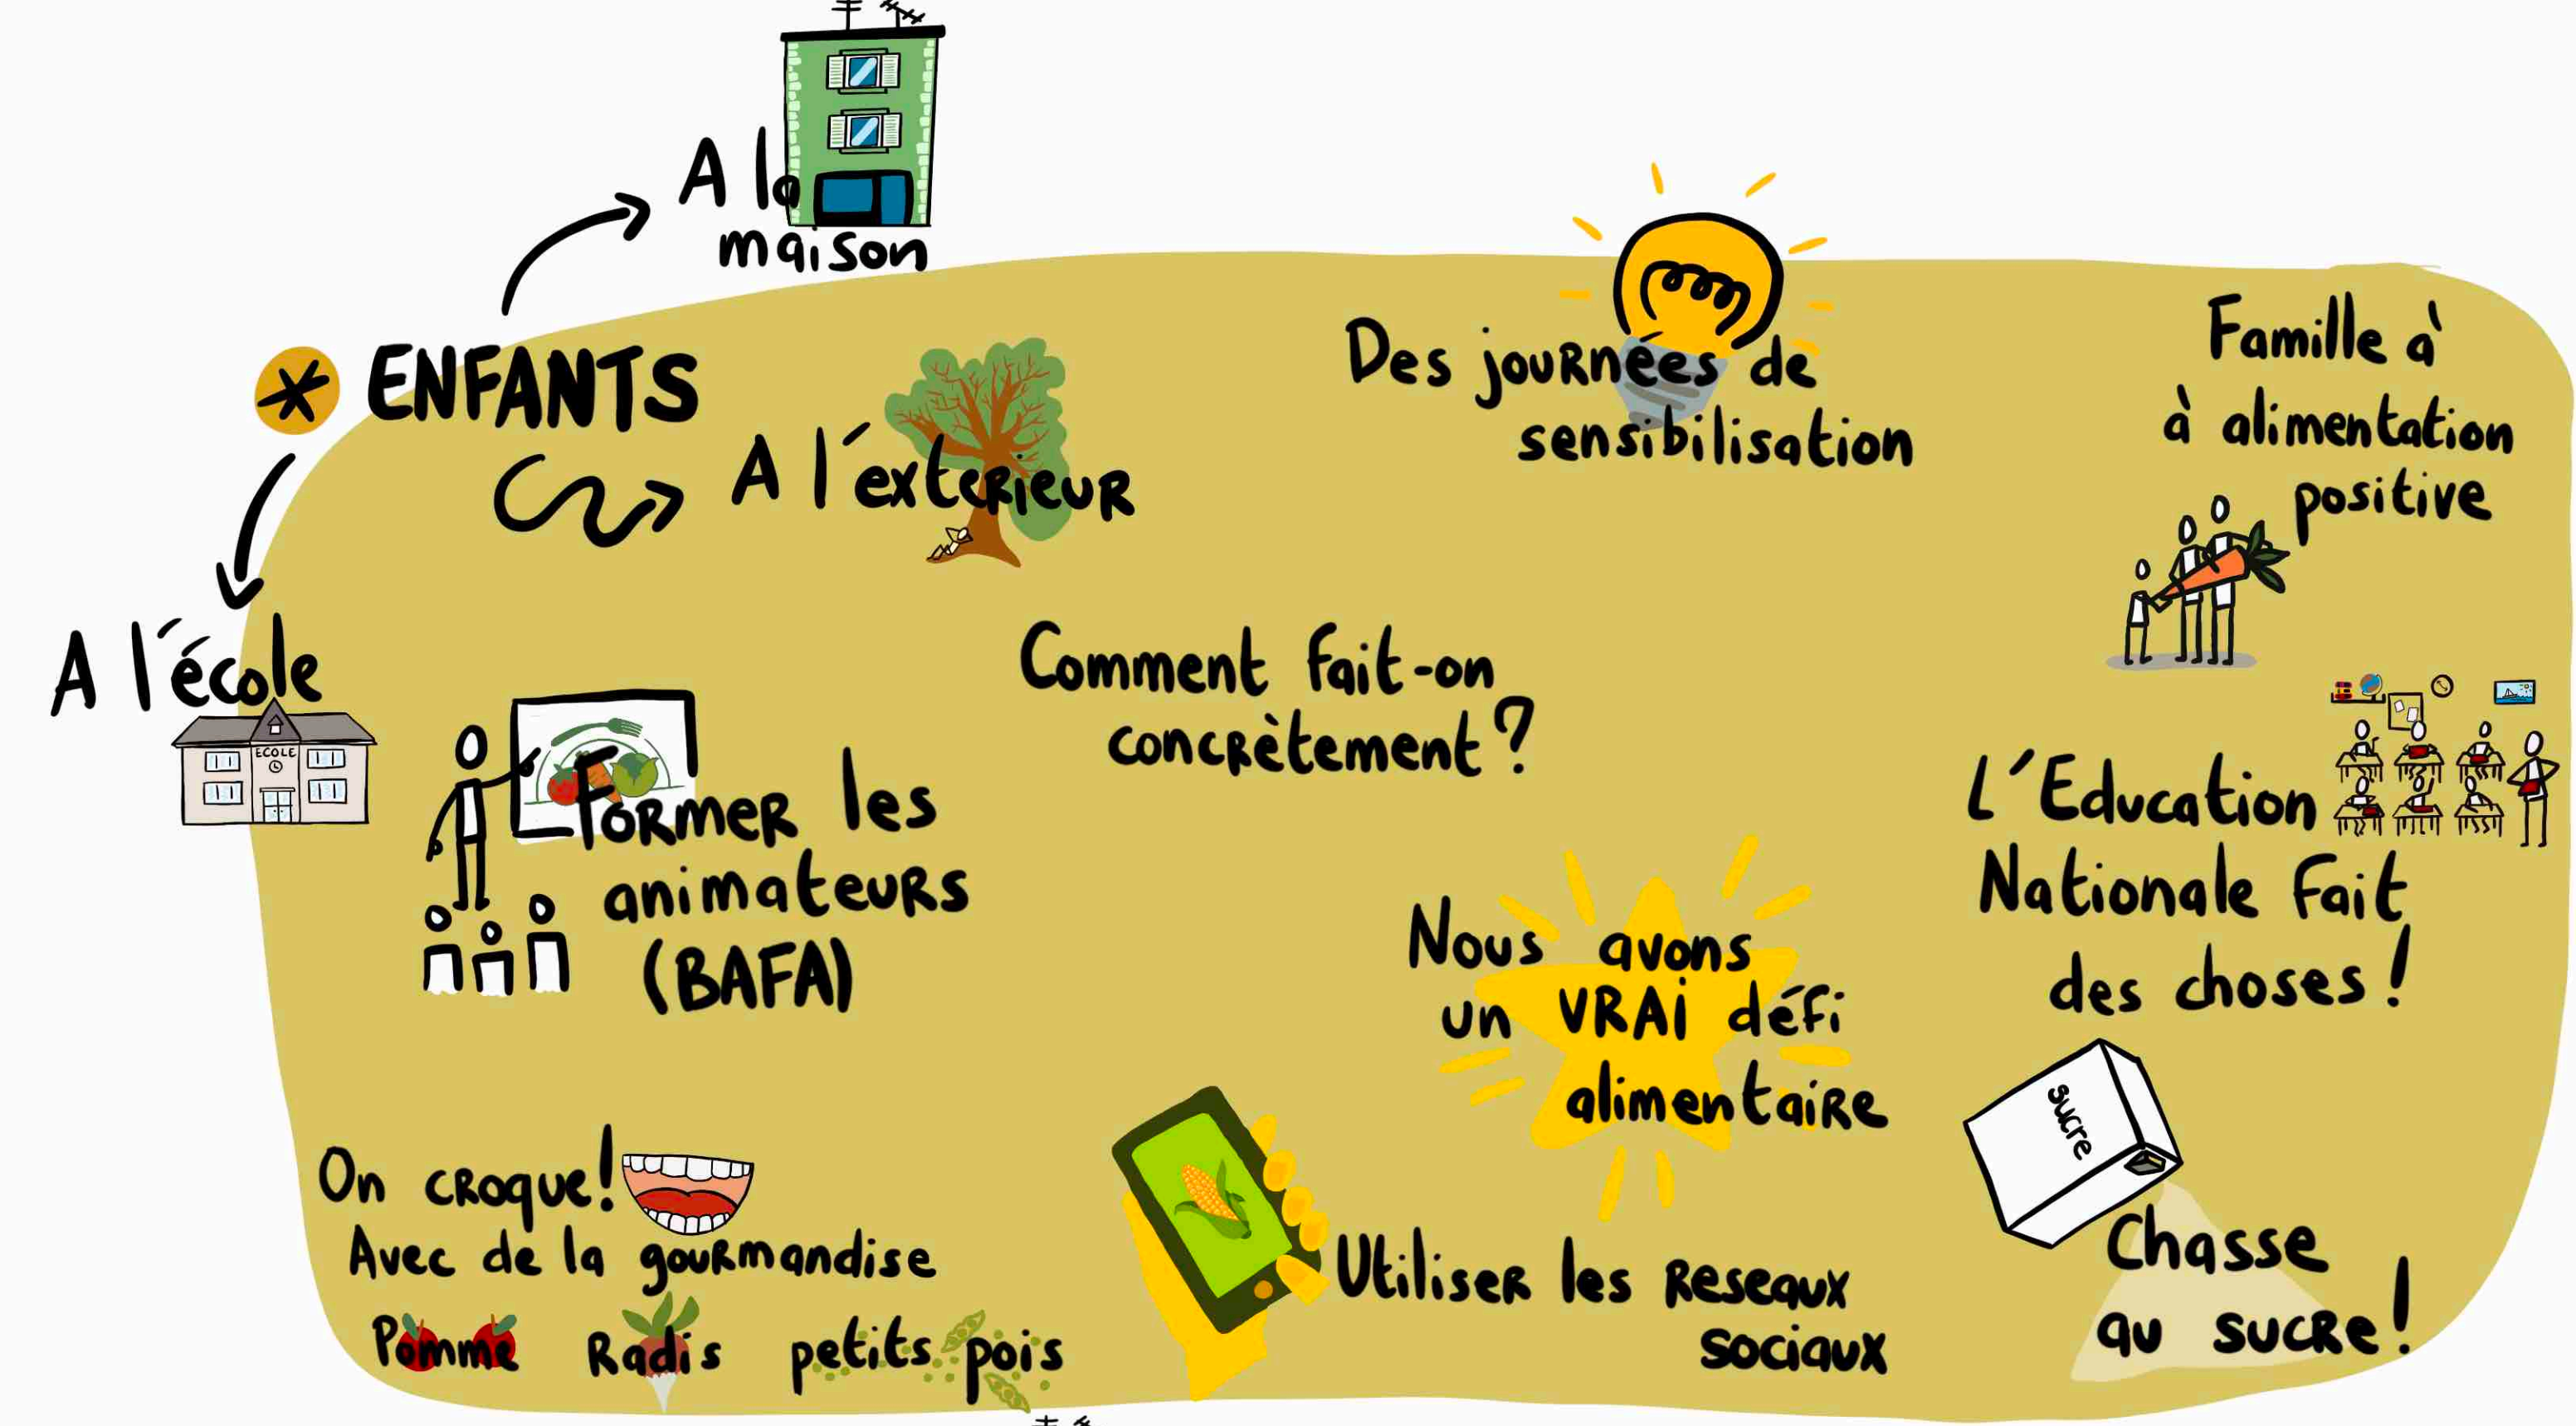 A la
maison
* ENFANTS
A l'extérieur
A l'école
ECOLE
Des journées de
sensibilisation
Famille à
à alimentation
positive
Comment fait-on
concrètement ?
Former les
animateurs
(BAFA)
L'Education
Nationale fait
des choses !
Nous avons
un VRAI défi
alimentaire
sucre
Chasse
au sucre !
On croque !
Avec de la gourmandise
Pomme Radis petits pois
Utiliser les reseaux
sociaux